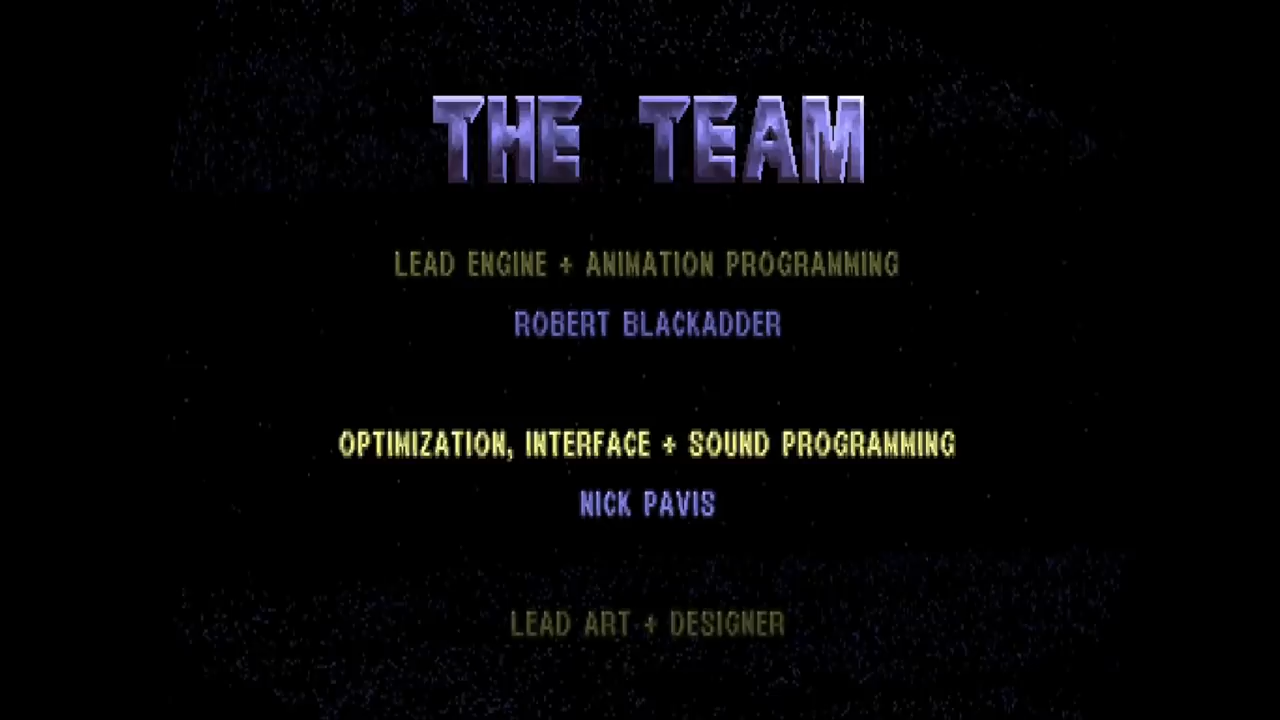 THE TEAM
LEAD ENGINE + ANIMATION PROGRAMMING
ROBERT BLACKADDER
OPTIMIZATION, INTERFACE + SOUND PROGRAMMING
NICK PAVIS
LEAD ART + DESIGNER